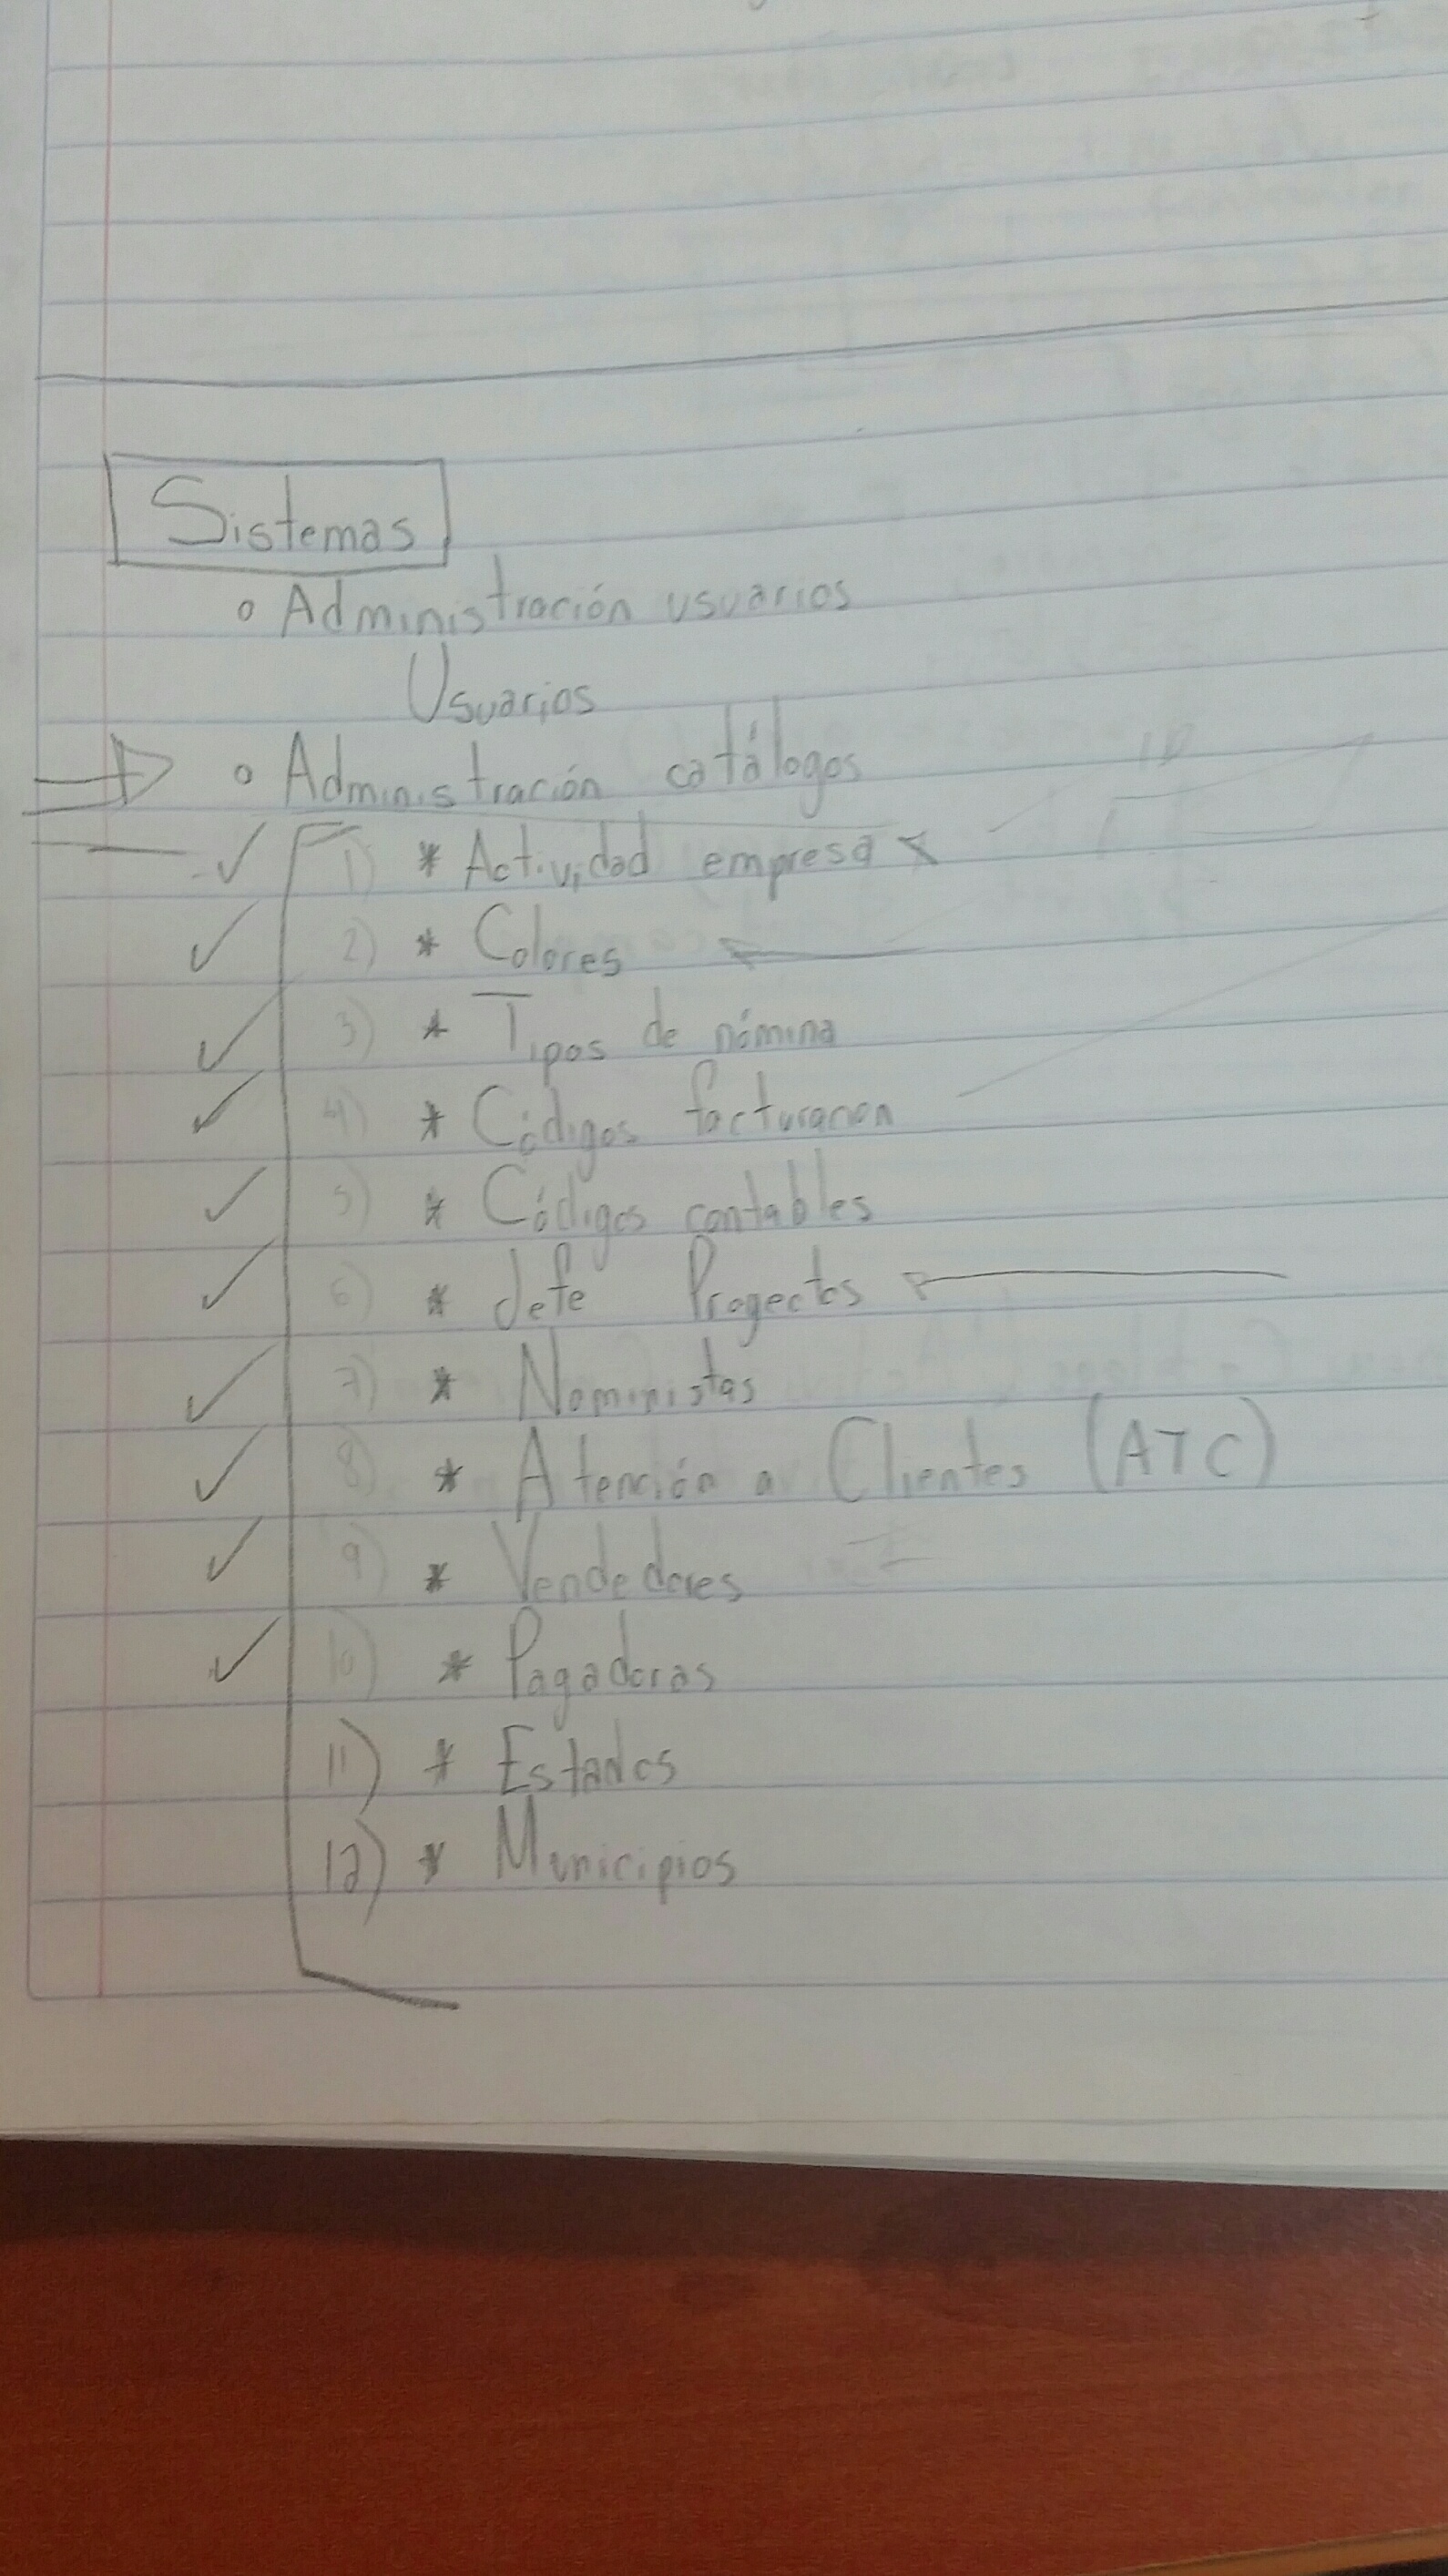 Sistemas
o Administración usuarios
Usuarios
o Administración catálogos
✓ 1) * Actividad empresa x
✓ 2) * Colores
✓ 3) * Tipos de nómina
✓ 4) * Códigos facturacion
✓ 5) * Códigos contables
✓ 6) * Jefe Proyectos
✓ 7) * Nominístas
✓ 8) * Atención a Clientes (ATC)
✓ 9) * Vendedores
✓ 10) * Pagadoras
11) * Estados
12) * Municipios